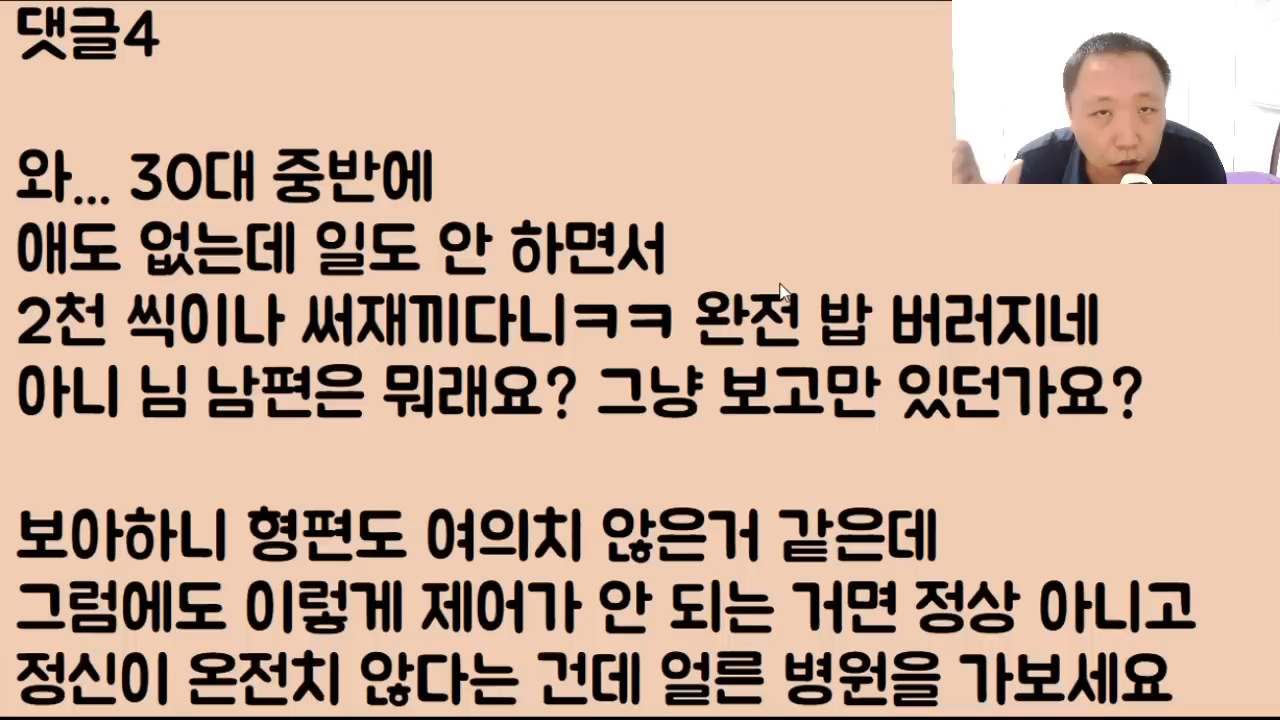 댓글4
와... 30대 중반에
애도 없는데 일도 안 하면서
2천 씩이나 써재끼다니ㅋㅋ 완전 밥 버러지네
아니 님 남편은 뭐래요? 그냥 보고만 있던가요?
보아하니 형편도 여의치 않은거 같은데
그럼에도 이렇게 제어가 안 되는 거면 정상 아니고
정신이 온전치 않다는 건데 얼른 병원을 가보세요